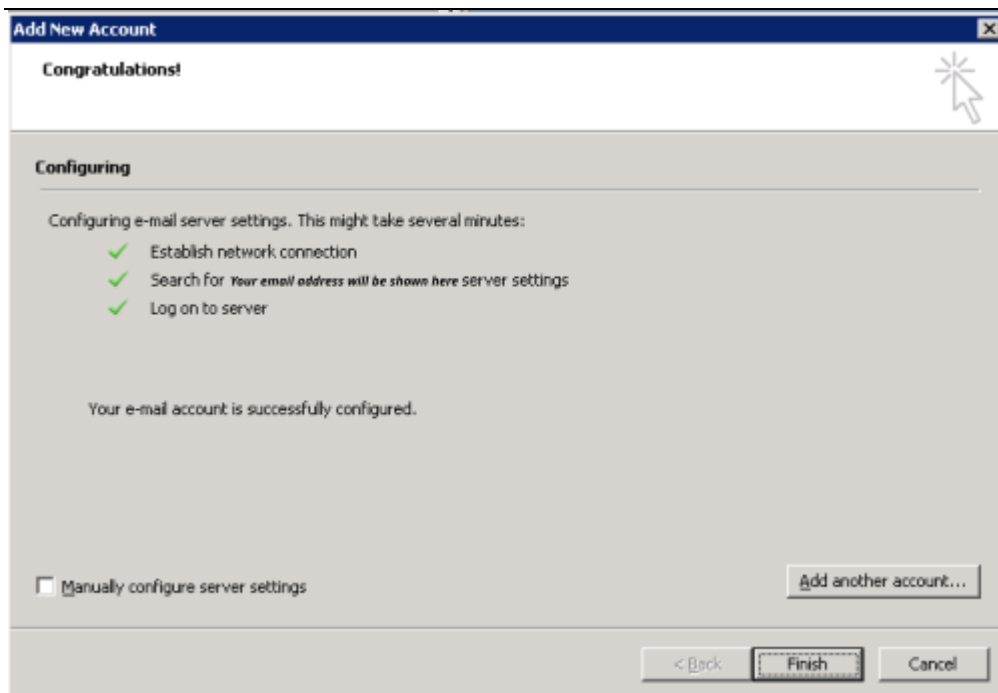 Add New Account
Congratulations!
Configuring
Configuring e-mail server settings. This might take several minutes:
Establish network connection
Search for Your email address will be shown here server settings
Log on to server
Your e-mail account is successfully configured.
Manually configure server settings
Add another account...
< Back Finish Cancel